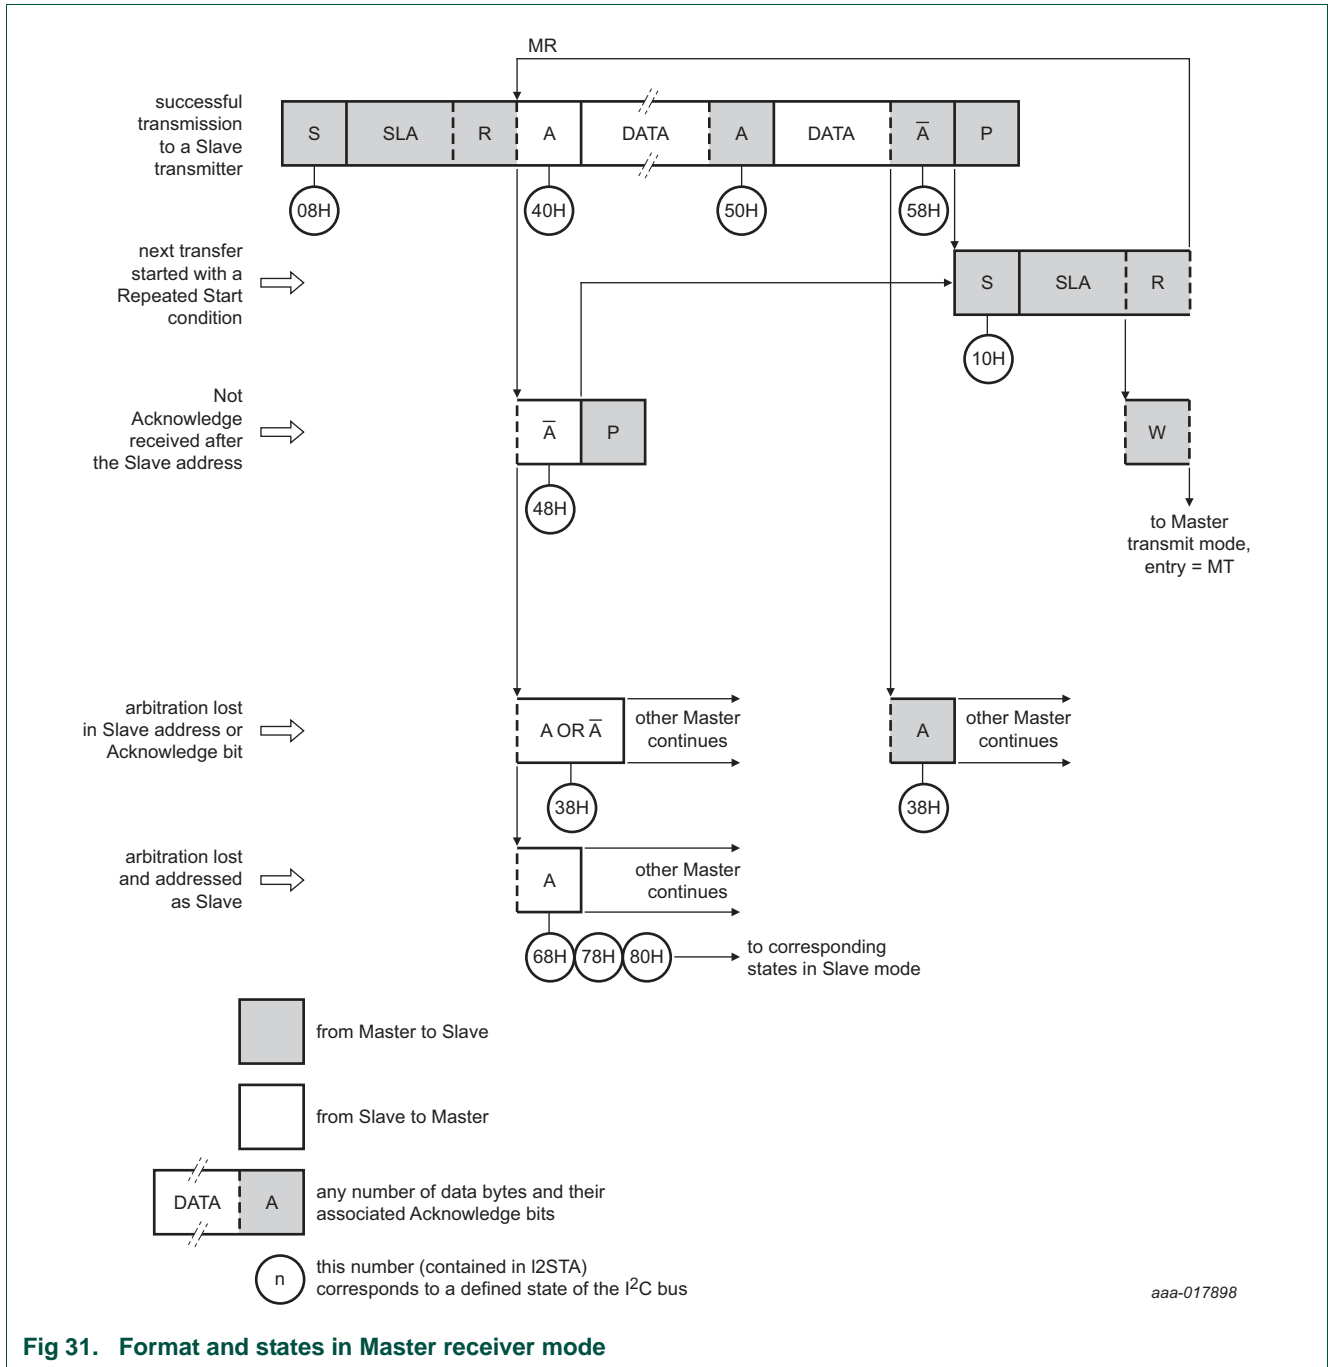 MR
successful
transmission
to a Slave
transmitter
S SLA R A DATA A DATA A̅ P
08H 40H 50H 58H
next transfer
started with a
Repeated Start
condition
S SLA R
10H
Not
Acknowledge
received after
the Slave address
A̅ P
W
48H
to Master
transmit mode,
entry = MT
arbitration lost
in Slave address or
Acknowledge bit
A OR A̅
other Master
continues
A
other Master
continues
38H 38H
arbitration lost
and addressed
as Slave
A
other Master
continues
68H 78H 80H
to corresponding
states in Slave mode
from Master to Slave
from Slave to Master
DATA A
any number of data bytes and their
associated Acknowledge bits
n
this number (contained in I2STA)
corresponds to a defined state of the I²C bus
aaa-017898
Fig 31. Format and states in Master receiver mode